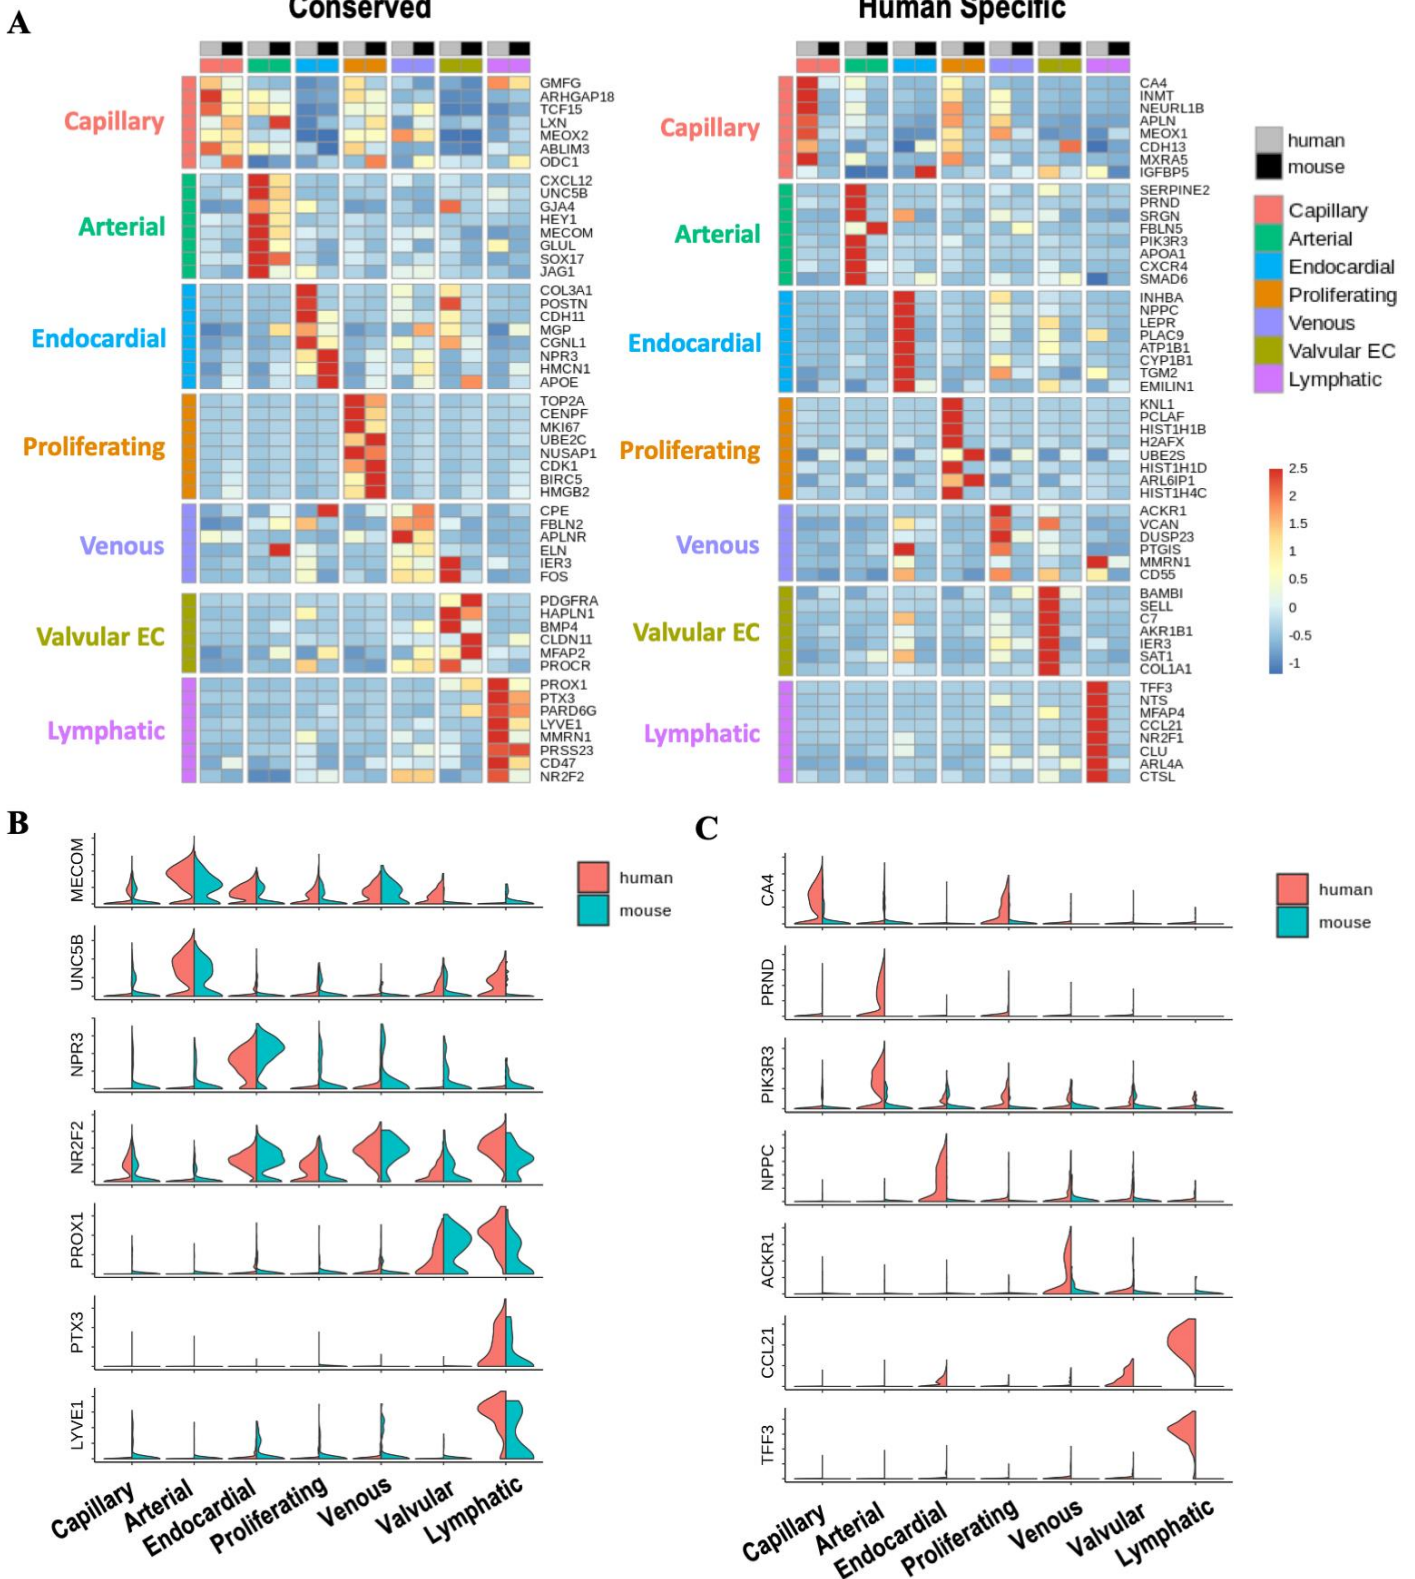 A
Conserved
Human Specific
Capillary
GMFG
ARHGAP18
TCF15
LXN
MEOX2
ABLIM3
ODC1
Arterial
CXCL12
UNC5B
GJA4
HEY1
MECOM
GLUL
SOX17
JAG1
Endocardial
COL3A1
POSTN
CDH11
MGP
CGNL1
NPR3
HMCN1
APOE
Proliferating
TOP2A
CENPF
MKI67
UBE2C
NUSAP1
CDK1
BIRC5
HMGB2
Venous
CPE
FBLN2
APLNR
ELN
IER3
FOS
Valvular EC
PDGFRA
HAPLN1
BMP4
CLDN11
MFAP2
PROCR
Lymphatic
PROX1
PTX3
PARD6G
LYVE1
MMRN1
PRSS23
CD47
NR2F2
Capillary
CA4
INMT
NEURL1B
APLN
MEOX1
CDH13
MXRA5
IGFBP5
Arterial
SERPINE2
PRND
SRGN
FBLN5
PIK3R3
APOA1
CXCR4
SMAD6
Endocardial
INHBA
NPPC
LEPR
PLAC9
ATP1B1
CYP1B1
TGM2
EMILIN1
Proliferating
KNL1
PCLAF
HIST1H1B
H2AFX
UBE2S
HIST1H1D
ARL6IP1
HIST1H4C
Venous
ACKR1
VCAN
DUSP23
PTGIS
MMRN1
CD55
Valvular EC
BAMBI
SELL
C7
AKR1B1
IER3
SAT1
COL1A1
Lymphatic
TFF3
NTS
MFAP4
CCL21
NR2F1
CLU
ARL4A
CTSL
human
mouse
Capillary
Arterial
Endocardial
Proliferating
Venous
Valvular EC
Lymphatic
2.5
2
1.5
1
0.5
0
-0.5
-1
B
MECOM
UNC5B
NPR3
NR2F2
PROX1
PTX3
LYVE1
human
mouse
Capillary
Arterial
Endocardial
Proliferating
Venous
Valvular
Lymphatic
C
CA4
PRND
PIK3R3
NPPC
ACKR1
CCL21
TFF3
human
mouse
Capillary
Arterial
Endocardial
Proliferating
Venous
Valvular
Lymphatic